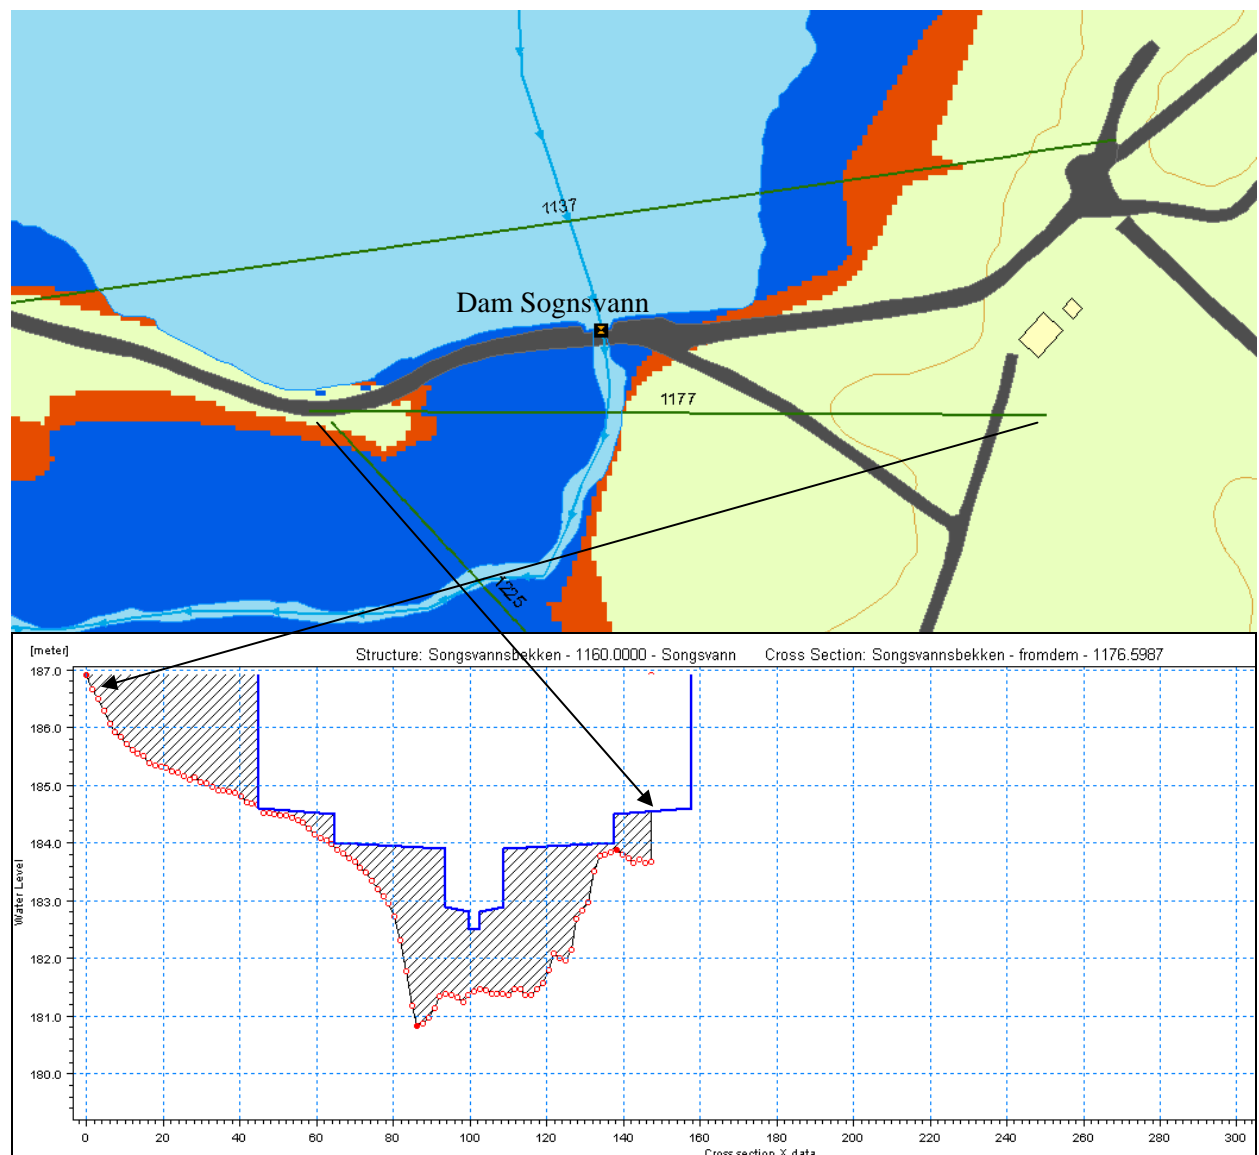 1137
Dam Sognsvann
1177
1225
[meter]
Structure: Songsvannsbekken - 1160.0000 - Songsvann Cross Section: Songsvannsbekken - fromdem - 1176.5987
187.0
186.0
185.0
184.0
183.0
182.0
181.0
180.0
Water Level
0 20 40 60 80 100 120 140 160 180 200 220 240 260 280 300
Cross section X data